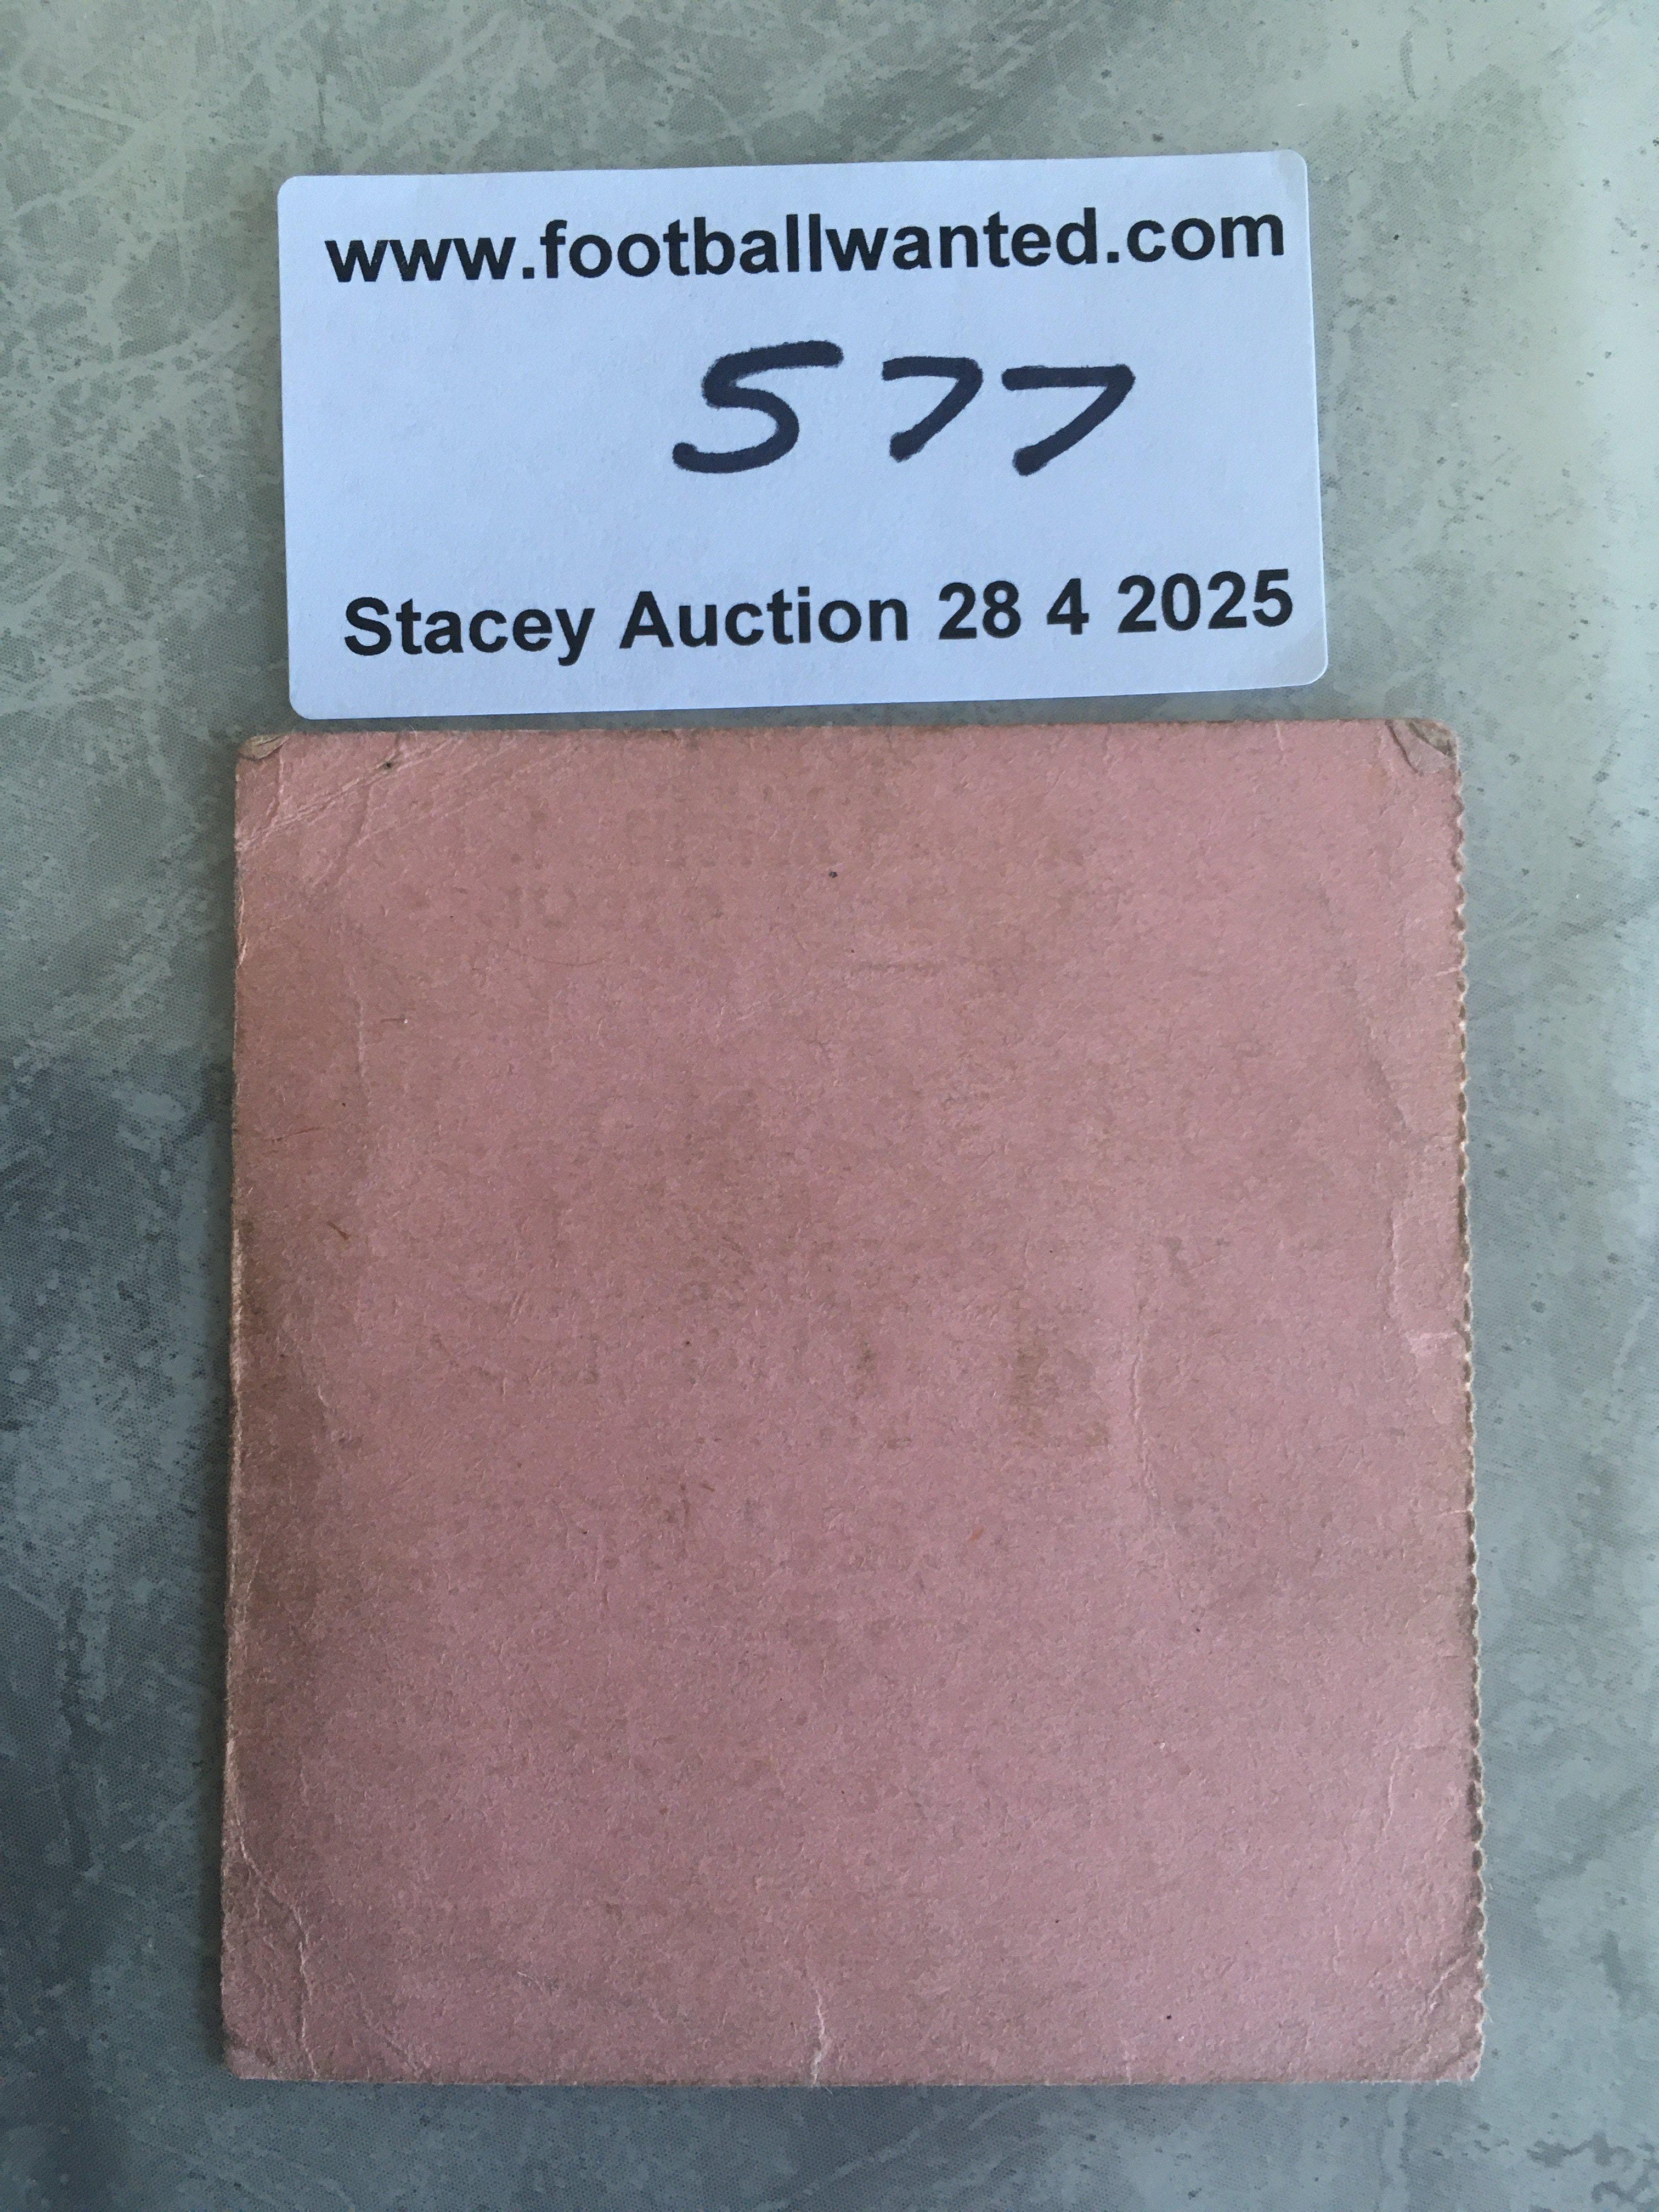 www.footballwanted.com
577
Stacey Auction 28 4 2025